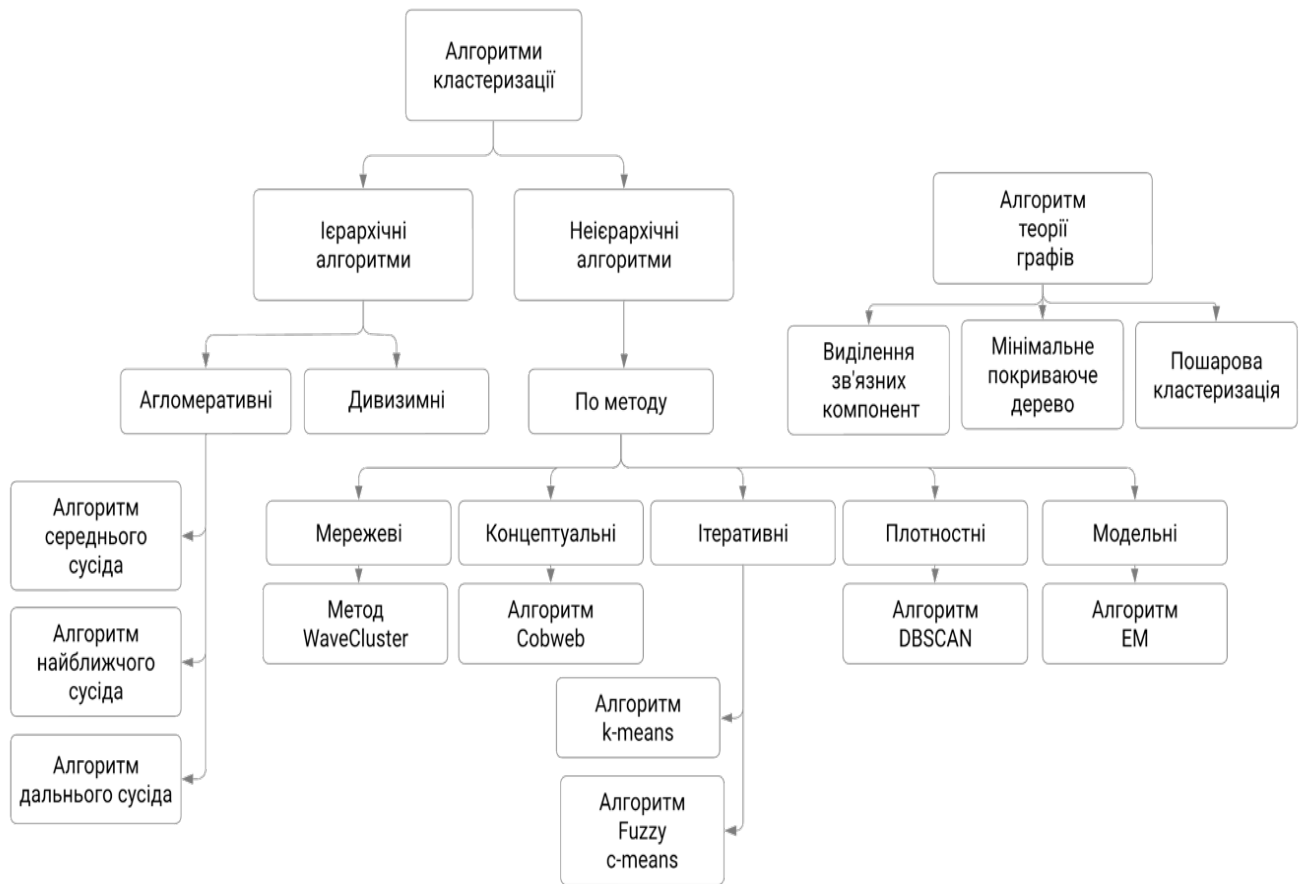 Алгоритми
кластеризації
Ієрархічні
алгоритми
Неієрархічні
алгоритми
Алгоритм
теорії
графів
Виділення
зв'язних
компонент
Мінімальне
покриваюче
дерево
Пошарова
кластеризація
Агломеративні
Дивизимні
По методу
Алгоритм
середнього
сусіда
Алгоритм
найближчого
сусіда
Алгоритм
дальнього сусіда
Мережеві
Концептуальні
Ітеративні
Плотностні
Модельні
Метод
WaveCluster
Алгоритм
Cobweb
Алгоритм
DBSCAN
Алгоритм
EM
Алгоритм
k-means
Алгоритм
Fuzzy
c-means